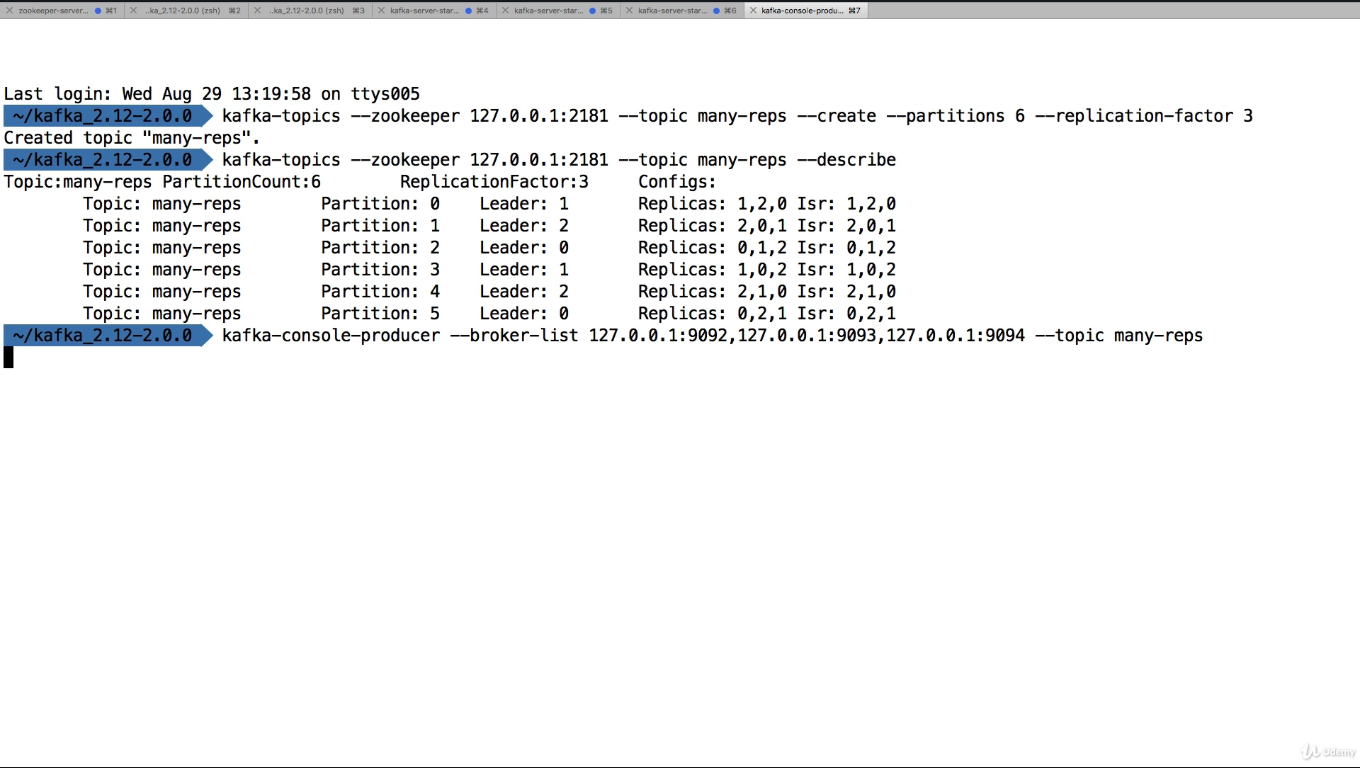 zookeeper-server... ⌘1 ..ka_2.12-2.0.0 (zsh) ⌘2 ..ka_2.12-2.0.0 (zsh) ⌘3 kafka-server-star... ⌘4 kafka-server-star... ⌘5 kafka-server-star... ⌘6 kafka-console-produ... ⌘7
Last login: Wed Aug 29 13:19:58 on ttys005
~/kafka_2.12-2.0.0 kafka-topics --zookeeper 127.0.0.1:2181 --topic many-reps --create --partitions 6 --replication-factor 3
Created topic "many-reps".
~/kafka_2.12-2.0.0 kafka-topics --zookeeper 127.0.0.1:2181 --topic many-reps --describe
Topic:many-reps PartitionCount:6 ReplicationFactor:3 Configs:
Topic: many-reps Partition: 0 Leader: 1 Replicas: 1,2,0 Isr: 1,2,0
Topic: many-reps Partition: 1 Leader: 2 Replicas: 2,0,1 Isr: 2,0,1
Topic: many-reps Partition: 2 Leader: 0 Replicas: 0,1,2 Isr: 0,1,2
Topic: many-reps Partition: 3 Leader: 1 Replicas: 1,0,2 Isr: 1,0,2
Topic: many-reps Partition: 4 Leader: 2 Replicas: 2,1,0 Isr: 2,1,0
Topic: many-reps Partition: 5 Leader: 0 Replicas: 0,2,1 Isr: 0,2,1
~/kafka_2.12-2.0.0 kafka-console-producer --broker-list 127.0.0.1:9092,127.0.0.1:9093,127.0.0.1:9094 --topic many-reps
Udemy